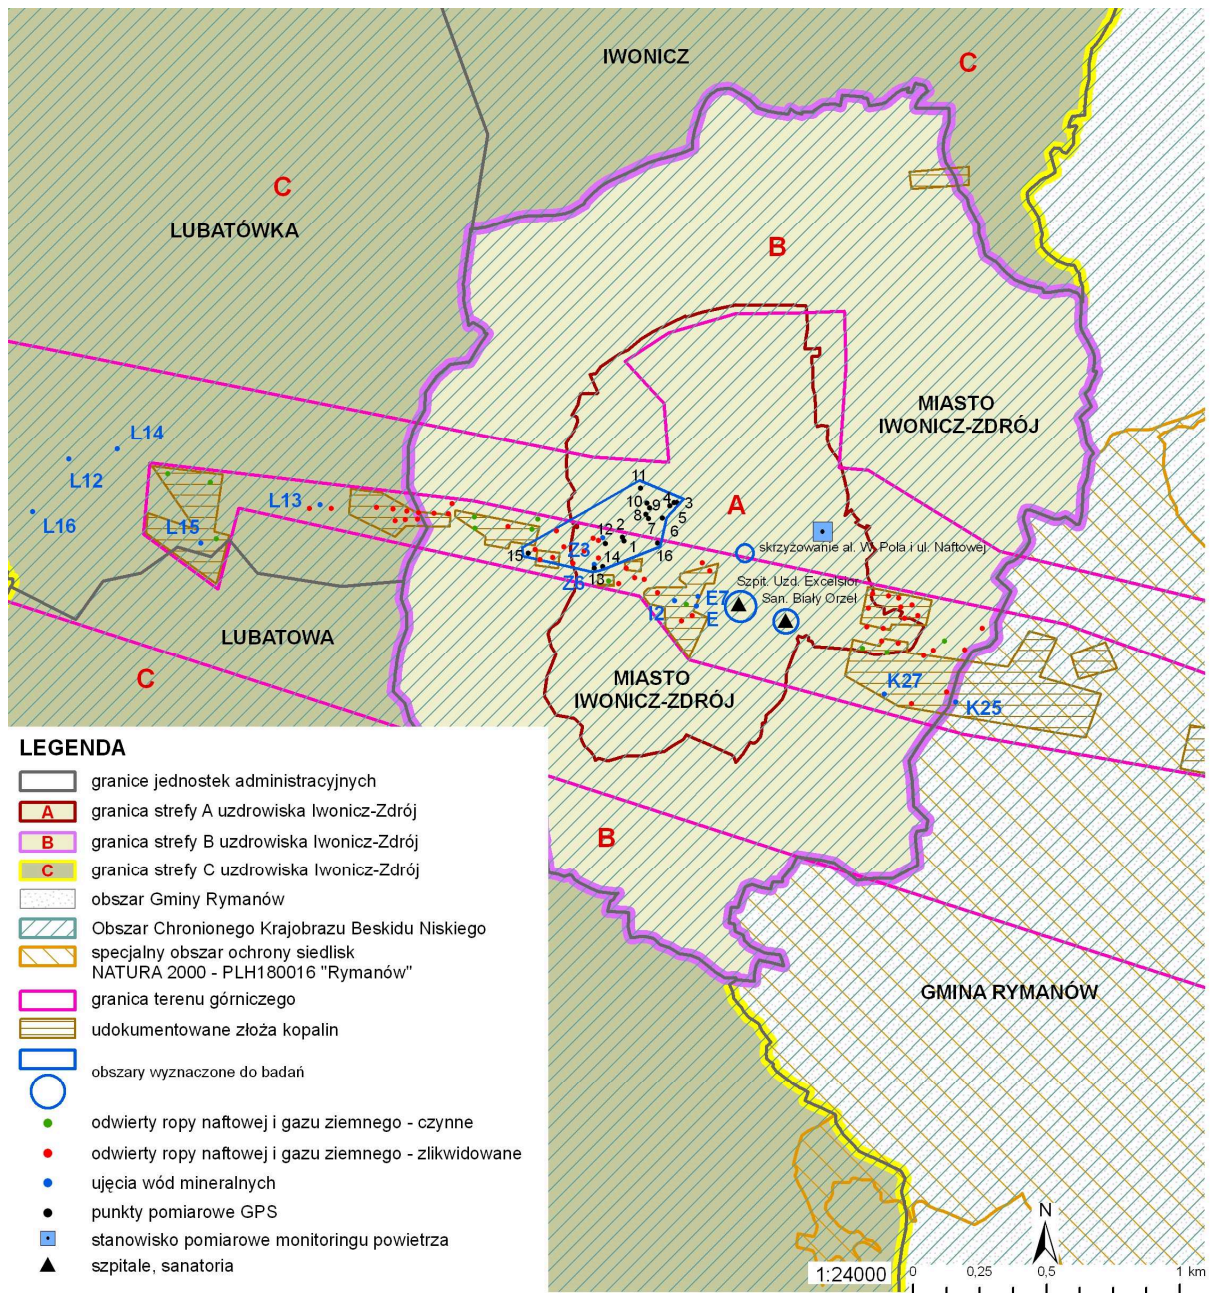 IWONICZ
C
C
LUBATÓWKA
B
MIASTO
IWONICZ-ZDRÓJ
L14
L12
L16
L15
L13
11
10
9
4
3
8
7
5
6
A
12
2
1
Z3
14
16
15
Z6
13
skrzyżowanie al. W. Pola i ul. Naftowej
Szpit. Uzd. Excelsior
San. Biały Orzeł
E7
I2
E
LUBATOWA
C
MIASTO
IWONICZ-ZDRÓJ
K27
K25
B
GMINA RYMANÓW
LEGENDA
granice jednostek administracyjnych
A granica strefy A uzdrowiska Iwonicz-Zdrój
B granica strefy B uzdrowiska Iwonicz-Zdrój
C granica strefy C uzdrowiska Iwonicz-Zdrój
obszar Gminy Rymanów
Obszar Chronionego Krajobrazu Beskidu Niskiego
specjalny obszar ochrony siedlisk
NATURA 2000 - PLH180016 "Rymanów"
granica terenu górniczego
udokumentowane złoża kopalin
obszary wyznaczone do badań
odwierty ropy naftowej i gazu ziemnego - czynne
odwierty ropy naftowej i gazu ziemnego - zlikwidowane
ujęcia wód mineralnych
punkty pomiarowe GPS
stanowisko pomiarowe monitoringu powietrza
szpitale, sanatoria
N
1:24000
0 0,25 0,5 1 km